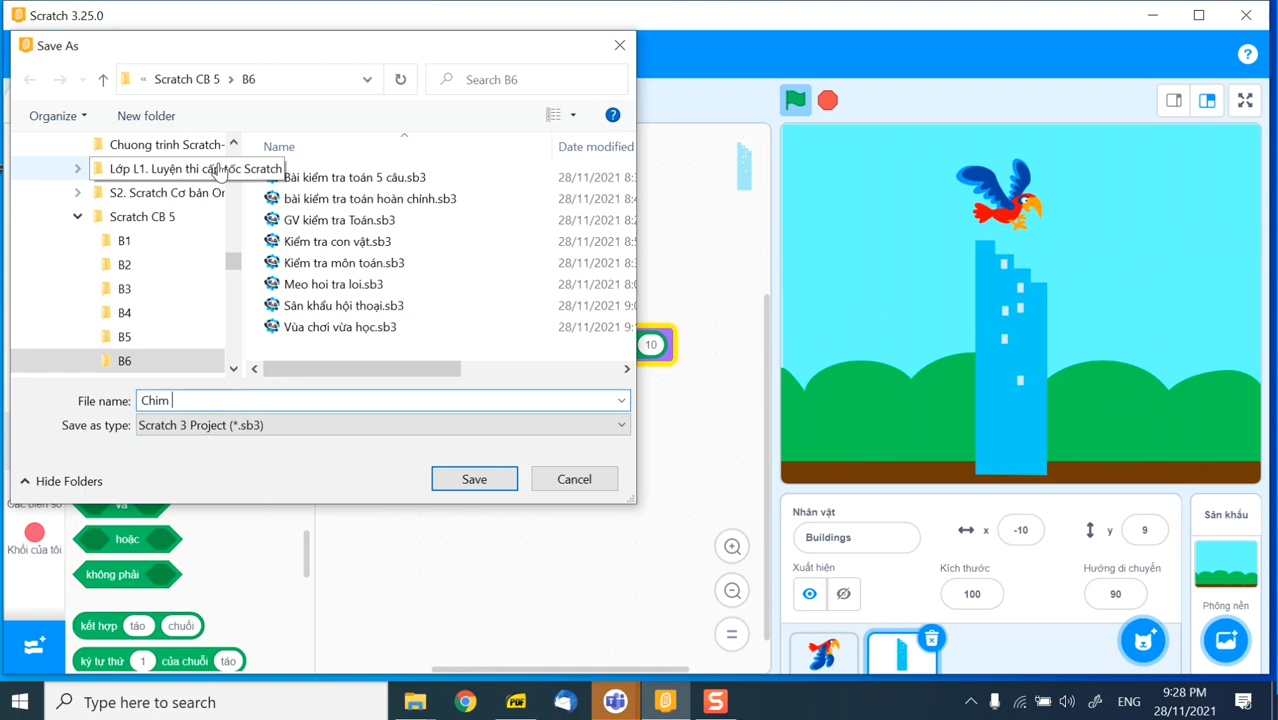 Scratch 3.25.0
Save As
« Scratch CB 5 > B6
Search B6
Organize
New folder
Chuong trình Scratch-
Lớp L1. Luyện thi cấp tốc Scratch
S2. Scratch Cơ bản On
Scratch CB 5
B1
B2
B3
B4
B5
B6
Name
Date modified
Bài kiểm tra toán 5 câu.sb3
28/11/2021 8:
bài kiểm tra toán hoàn chỉnh.sb3
28/11/2021 8:
GV kiểm tra Toán.sb3
28/11/2021 8:
Kiểm tra con vật.sb3
28/11/2021 8:
Kiểm tra môn toán.sb3
28/11/2021 8:
Meo hoi tra loi.sb3
28/11/2021 8:
Sân khấu hội thoại.sb3
28/11/2021 9:
Vùa chơi vừa học.sb3
28/11/2021 9:
File name: Chim
Save as type: Scratch 3 Project (*.sb3)
Hide Folders
Save
Cancel
10
Các biến số
Khối của tôi
và
hoặc
không phải
kết hợp táo chuối
ký tự thứ 1 của chuỗi táo
Nhân vật
Buildings
x -10
y 9
Xuất hiện
Kích thước
100
Hướng di chuyển
90
Sân khấu
Phông nền
Type here to search
ENG
9:28 PM
28/11/2021